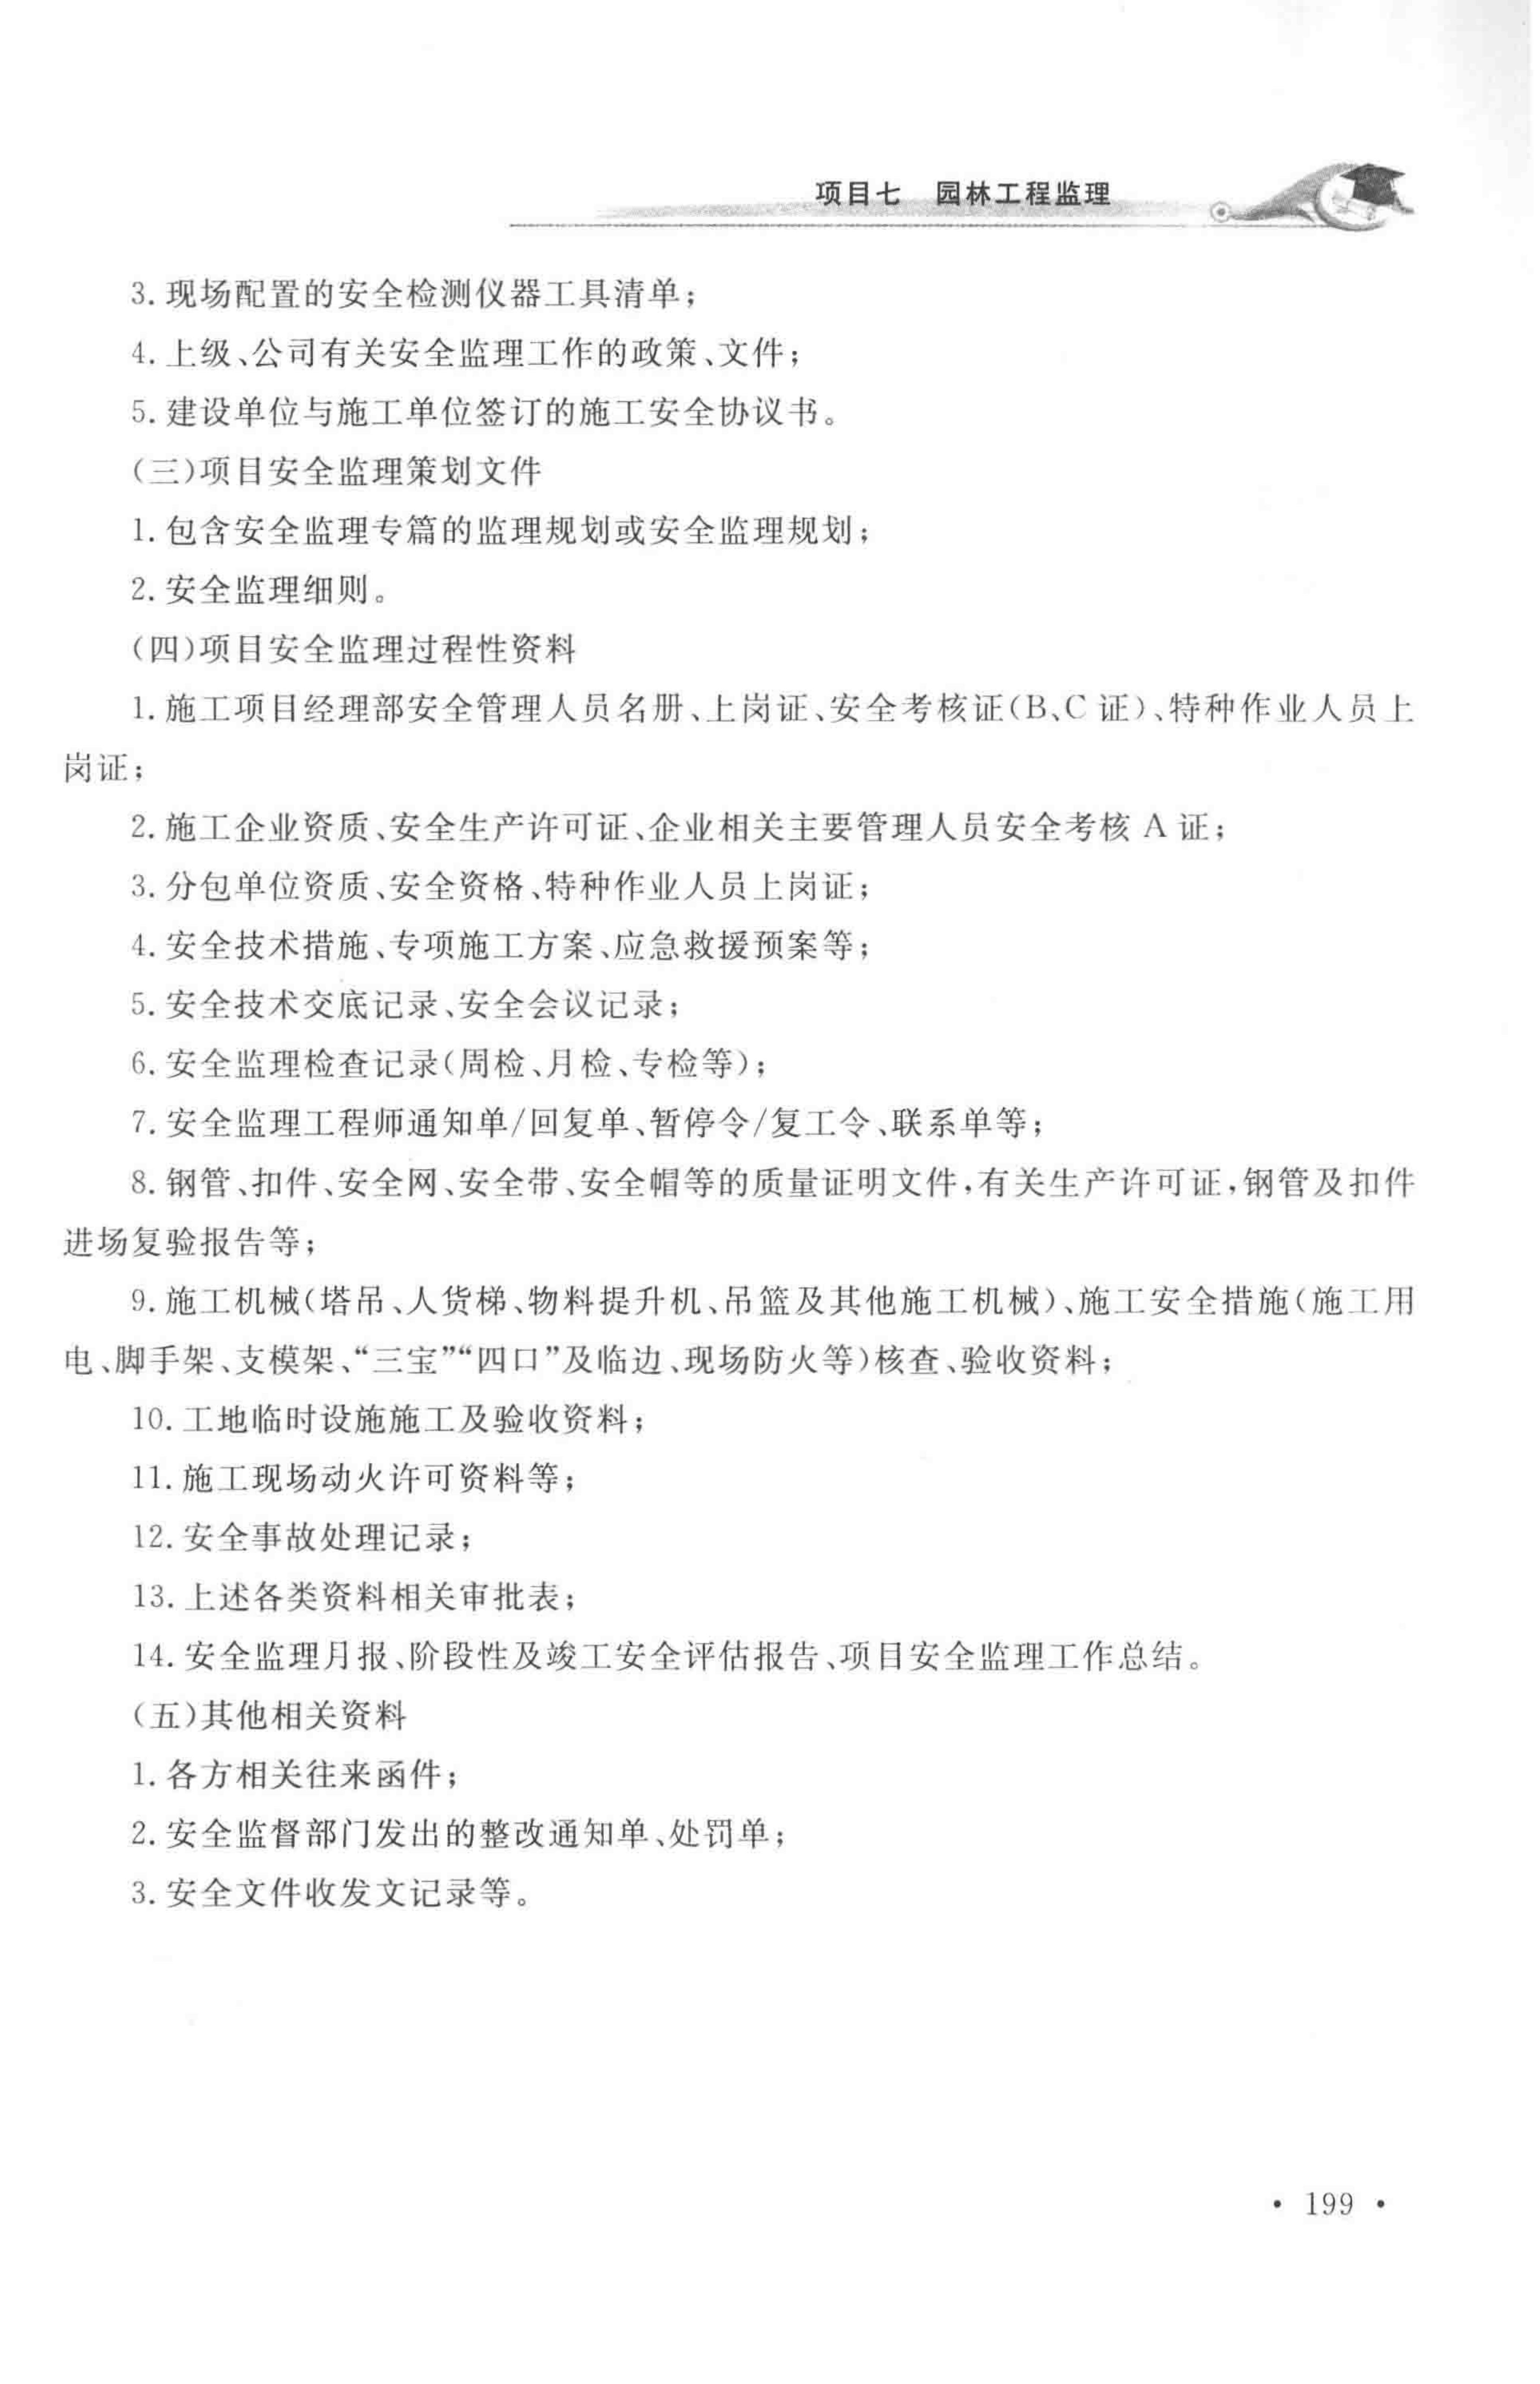 项目七 园林工程监理
3.现场配置的安全检测仪器工具清单；
4.上级、公司有关安全监理工作的政策、文件；
5.建设单位与施工单位签订的施工安全协议书。
(三)项目安全监理策划文件
1.包含安全监理专篇的监理规划或安全监理规划；
2.安全监理细则。
(四)项目安全监理过程性资料
1.施工项目经理部安全管理人员名册、上岗证、安全考核证(B、C 证)、特种作业人员上
岗证；
2.施工企业资质、安全生产许可证、企业相关主要管理人员安全考核 A 证；
3.分包单位资质、安全资格、特种作业人员上岗证；
4.安全技术措施、专项施工方案、应急救援预案等；
5.安全技术交底记录、安全会议记录；
6.安全监理检查记录(周检、月检、专检等)；
7.安全监理工程师通知单/回复单、暂停令/复工令、联系单等；
8.钢管、扣件、安全网、安全带、安全帽等的质量证明文件，有关生产许可证，钢管及扣件
进场复验报告等；
9.施工机械(塔吊、人货梯、物料提升机、吊篮及其他施工机械)、施工安全措施(施工用
电、脚手架、支模架、“三宝”“四口”及临边、现场防火等)核查、验收资料；
10.工地临时设施施工及验收资料；
11.施工现场动火许可资料等；
12.安全事故处理记录；
13.上述各类资料相关审批表；
14.安全监理月报、阶段性及竣工安全评估报告、项目安全监理工作总结。
(五)其他相关资料
1.各方相关往来函件；
2.安全监督部门发出的整改通知单、处罚单；
3.安全文件收发文记录等。
• 199 •